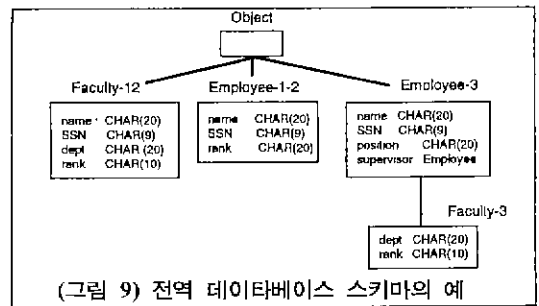 Object
Faculty-12
Employee-1-2
Employee-3
name CHAR(20)
SSN CHAR(9)
dept CHAR (20)
rank CHAR(10)
name CHAR(20)
SSN CHAR(9)
rank CHAR(20)
name CHAR(20)
SSN CHAR(9)
position CHAR(20)
supervisor Employee
Faculty-3
dept CHAR(20)
rank CHAR(10)
(그림 9) 전역 데이타베이스 스키마의 예